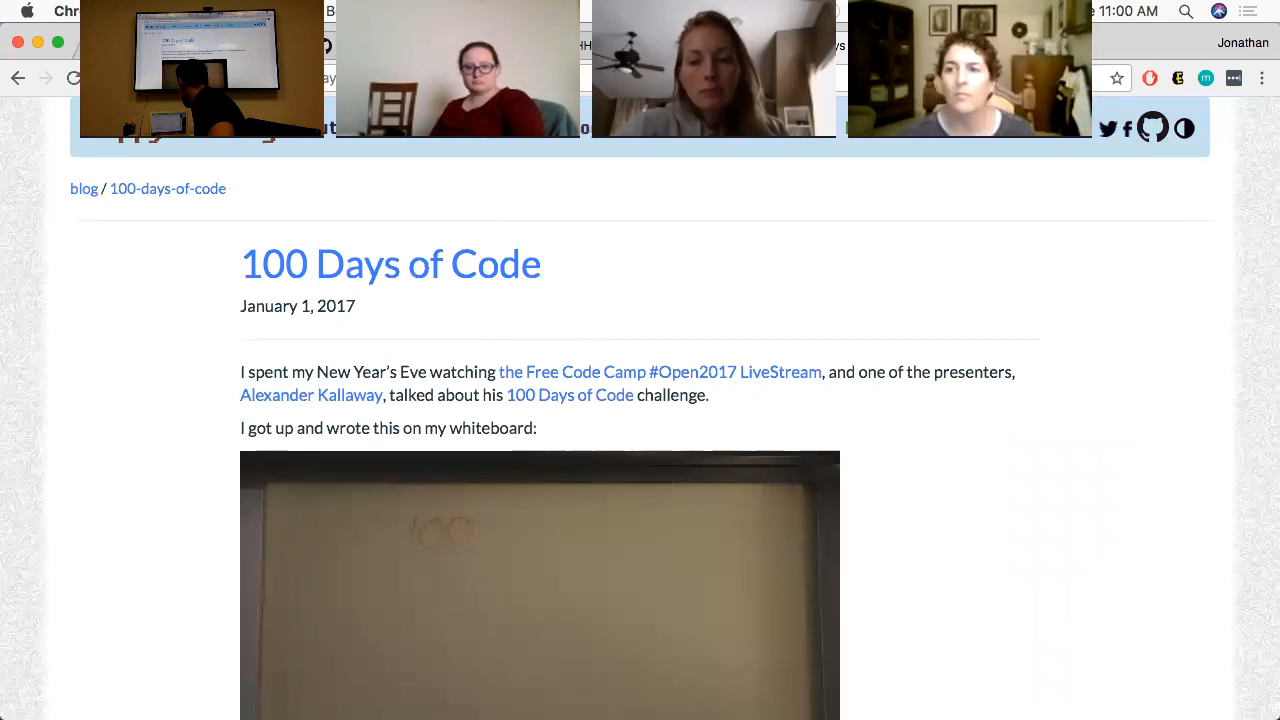 Chr
B
e 11:00 AM
Jonathan
blog / 100-days-of-code
100 Days of Code
January 1, 2017
I spent my New Year's Eve watching the Free Code Camp #Open2017 LiveStream, and one of the presenters,
Alexander Kallaway, talked about his 100 Days of Code challenge.
I got up and wrote this on my whiteboard:
100